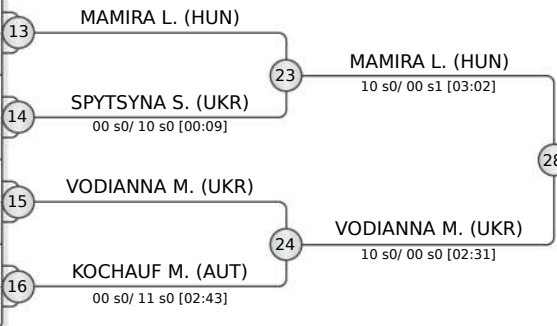 MAMIRA L. (HUN)
13
23
MAMIRA L. (HUN)
10 s0/ 00 s1 [03:02]
SPYTSYNA S. (UKR)
14
00 s0/ 10 s0 [00:09]
28
VODIANNA M. (UKR)
15
24
VODIANNA M. (UKR)
10 s0/ 00 s0 [02:31]
KOCHAUF M. (AUT)
16
00 s0/ 11 s0 [02:43]